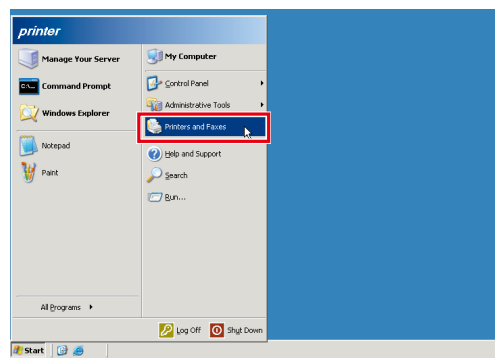 printer
Manage Your Server
Command Prompt
Windows Explorer
Notepad
Paint
All Programs
My Computer
Control Panel
Administrative Tools
Printers and Faxes
Help and Support
Search
Run...
Log Off
Shut Down
Start